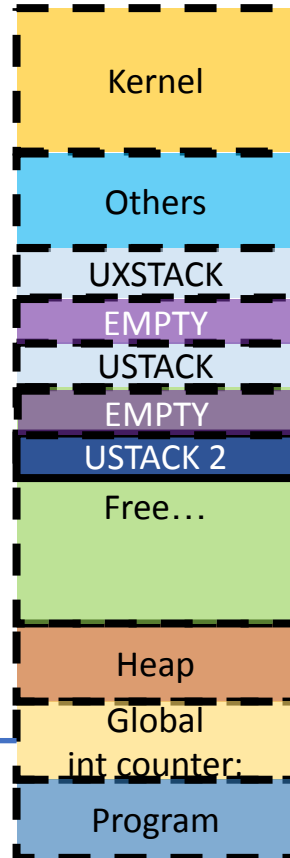 Kernel
Others
UXSTACK
EMPTY
USTACK
EMPTY
USTACK 2
Free…
Heap
Global
int counter;
Program